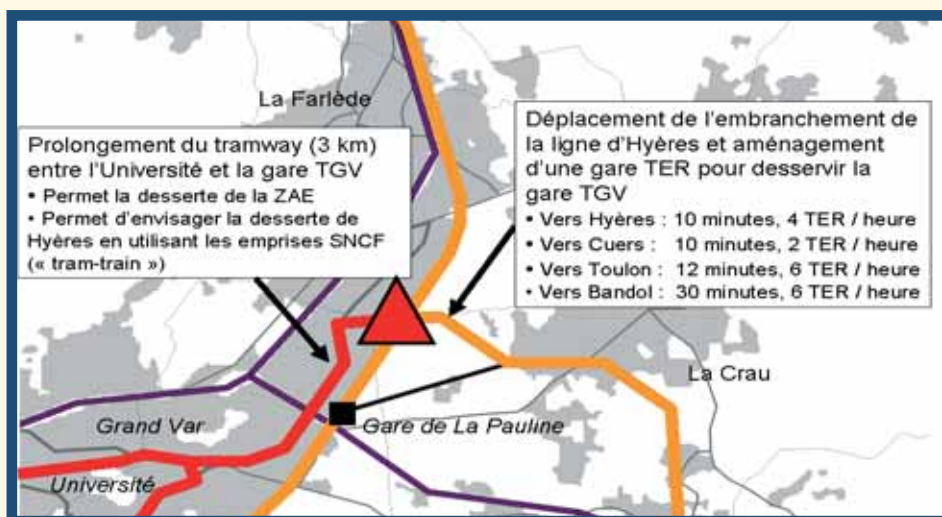 La Farlède
Prolongement du tramway (3 km)
entre l'Université et la gare TGV
• Permet la desserte de la ZAE
• Permet d'envisager la desserte de
Hyères en utilisant les emprises SNCF
(« tram-train »)
Déplacement de l'embranchement de
la ligne d'Hyères et aménagement
d'une gare TER pour desservir la
gare TGV
• Vers Hyères : 10 minutes, 4 TER / heure
• Vers Cuers : 10 minutes, 2 TER / heure
• Vers Toulon : 12 minutes, 6 TER / heure
• Vers Bandol : 30 minutes, 6 TER / heure
La Crau
Grand Var
Gare de La Pauline
Université